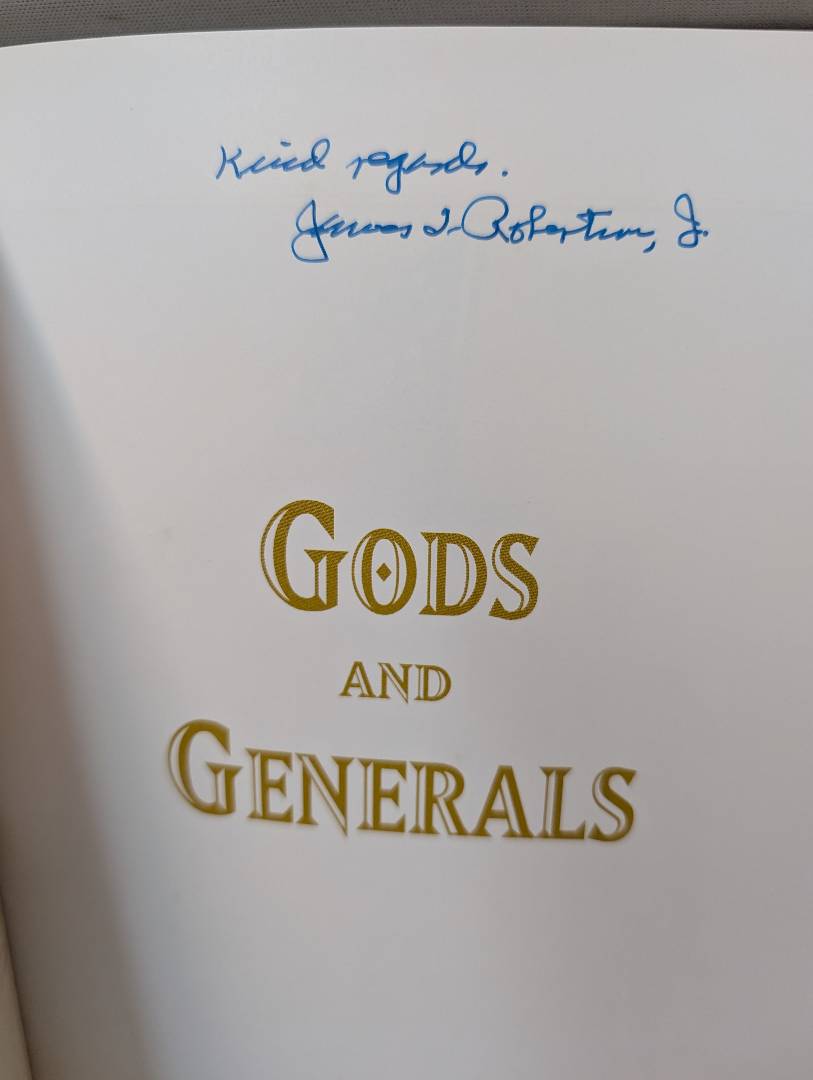 Kind regards.
James I. Robertson, Jr.
GODS
AND
GENERALS